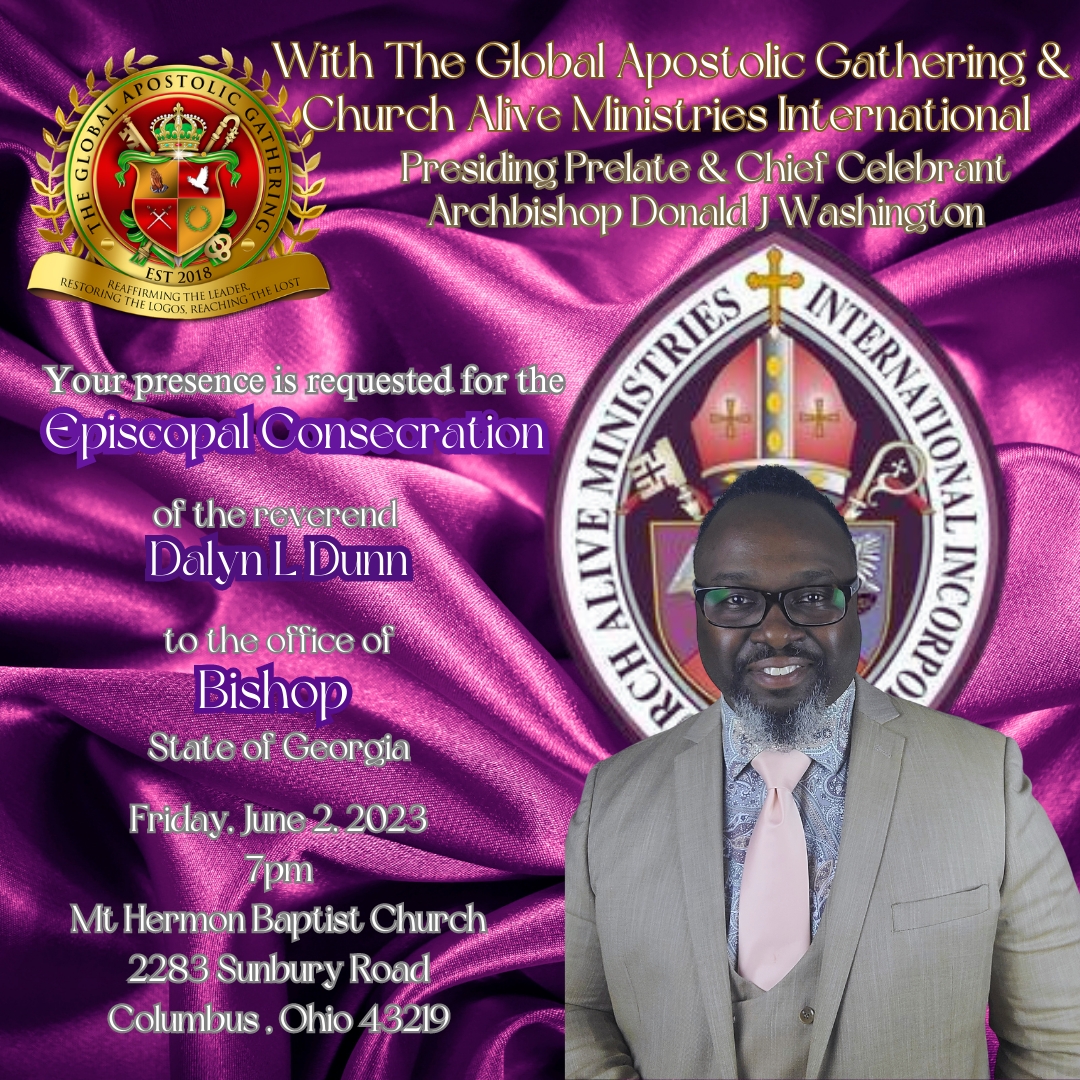 With The Global Apostolic Gathering &
Church Alive Ministries International
Presiding Prelate & Chief Celebrant
Archbishop Donald J Washington
THE GLOBAL APOSTOLIC GATHERING
EST 2018
REAFFIRMING THE LEADER,
RESTORING THE LOGOS, REACHING THE LOST
Your presence is requested for the
Episcopal Consecration
of the reverend
Dalyn L Dunn
to the office of
Bishop
State of Georgia
Friday, June 2, 2023
7pm
Mt Hermon Baptist Church
2283 Sunbury Road
Columbus , Ohio 43219
RCH ALIVE MINISTRIES INTERNATIONAL INCORPO